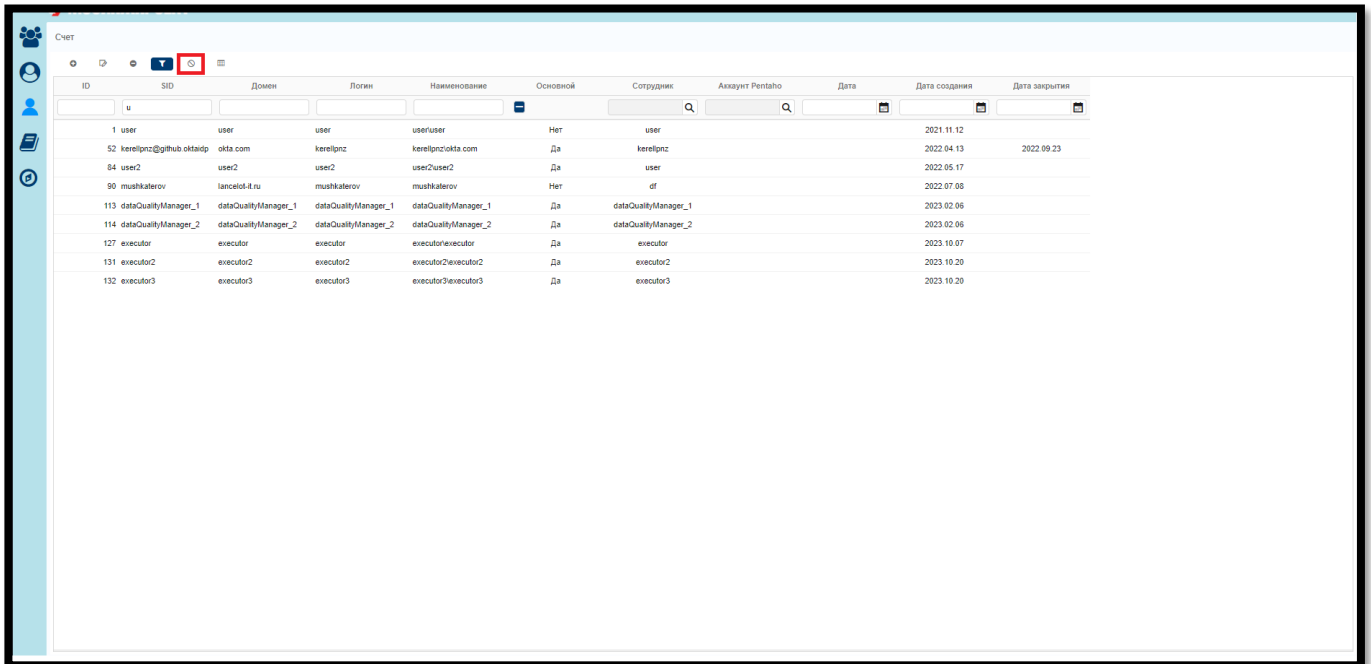 Счет
ID SID Домен Логин Наименование Основной Сотрудник Аккаунт Pentaho Дата Дата создания Дата закрытия
u
1 user user user user\user Нет user 2021.11.12
52 kerellpnz@github.oktaidp okta.com kerellpnz kerellpnz\okta.com Да kerellpnz 2022.04.13 2022.09.23
84 user2 user2 user2 user2\user2 Да user 2022.05.17
90 mushkaterov lancelot-it.ru mushkaterov mushkaterov Нет df 2022.07.08
113 dataQualityManager_1 dataQualityManager_1 dataQualityManager_1 dataQualityManager_1 Да dataQualityManager_1 2023.02.06
114 dataQualityManager_2 dataQualityManager_2 dataQualityManager_2 dataQualityManager_2 Да dataQualityManager_2 2023.02.06
127 executor executor executor executor\executor Да executor 2023.10.07
131 executor2 executor2 executor2 executor2\executor2 Да executor2 2023.10.20
132 executor3 executor3 executor3 executor3\executor3 Да executor3 2023.10.20